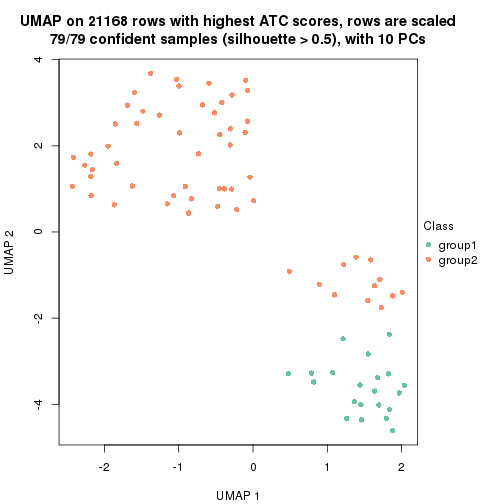 UMAP on 21168 rows with highest ATC scores, rows are scaled
79/79 confident samples (silhouette > 0.5), with 10 PCs
4
2
0
-2
-4
UMAP 2
-2
-1
0
1
2
UMAP 1
Class
group1
group2